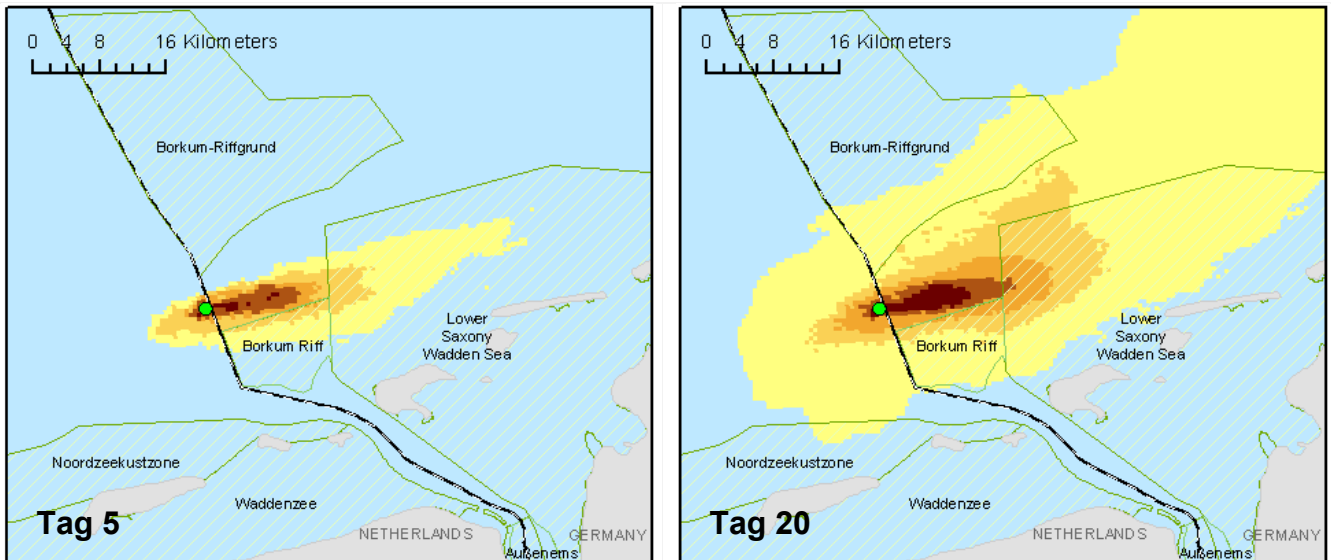 0 4 8 16 Kilometers
Borkum-Riffgrund
Lower
Saxony
Wadden Sea
Borkum Riff
Noordzeekustzone
Waddenzee
Tag 5
NETHERLANDS
GERMANY
Außenems
0 4 8 16 Kilometers
Borkum-Riffgrund
Lower
Saxony
Wadden Sea
Borkum Riff
Noordzeekustzone
Waddenzee
Tag 20
NETHERLANDS
GERMANY
Außenems